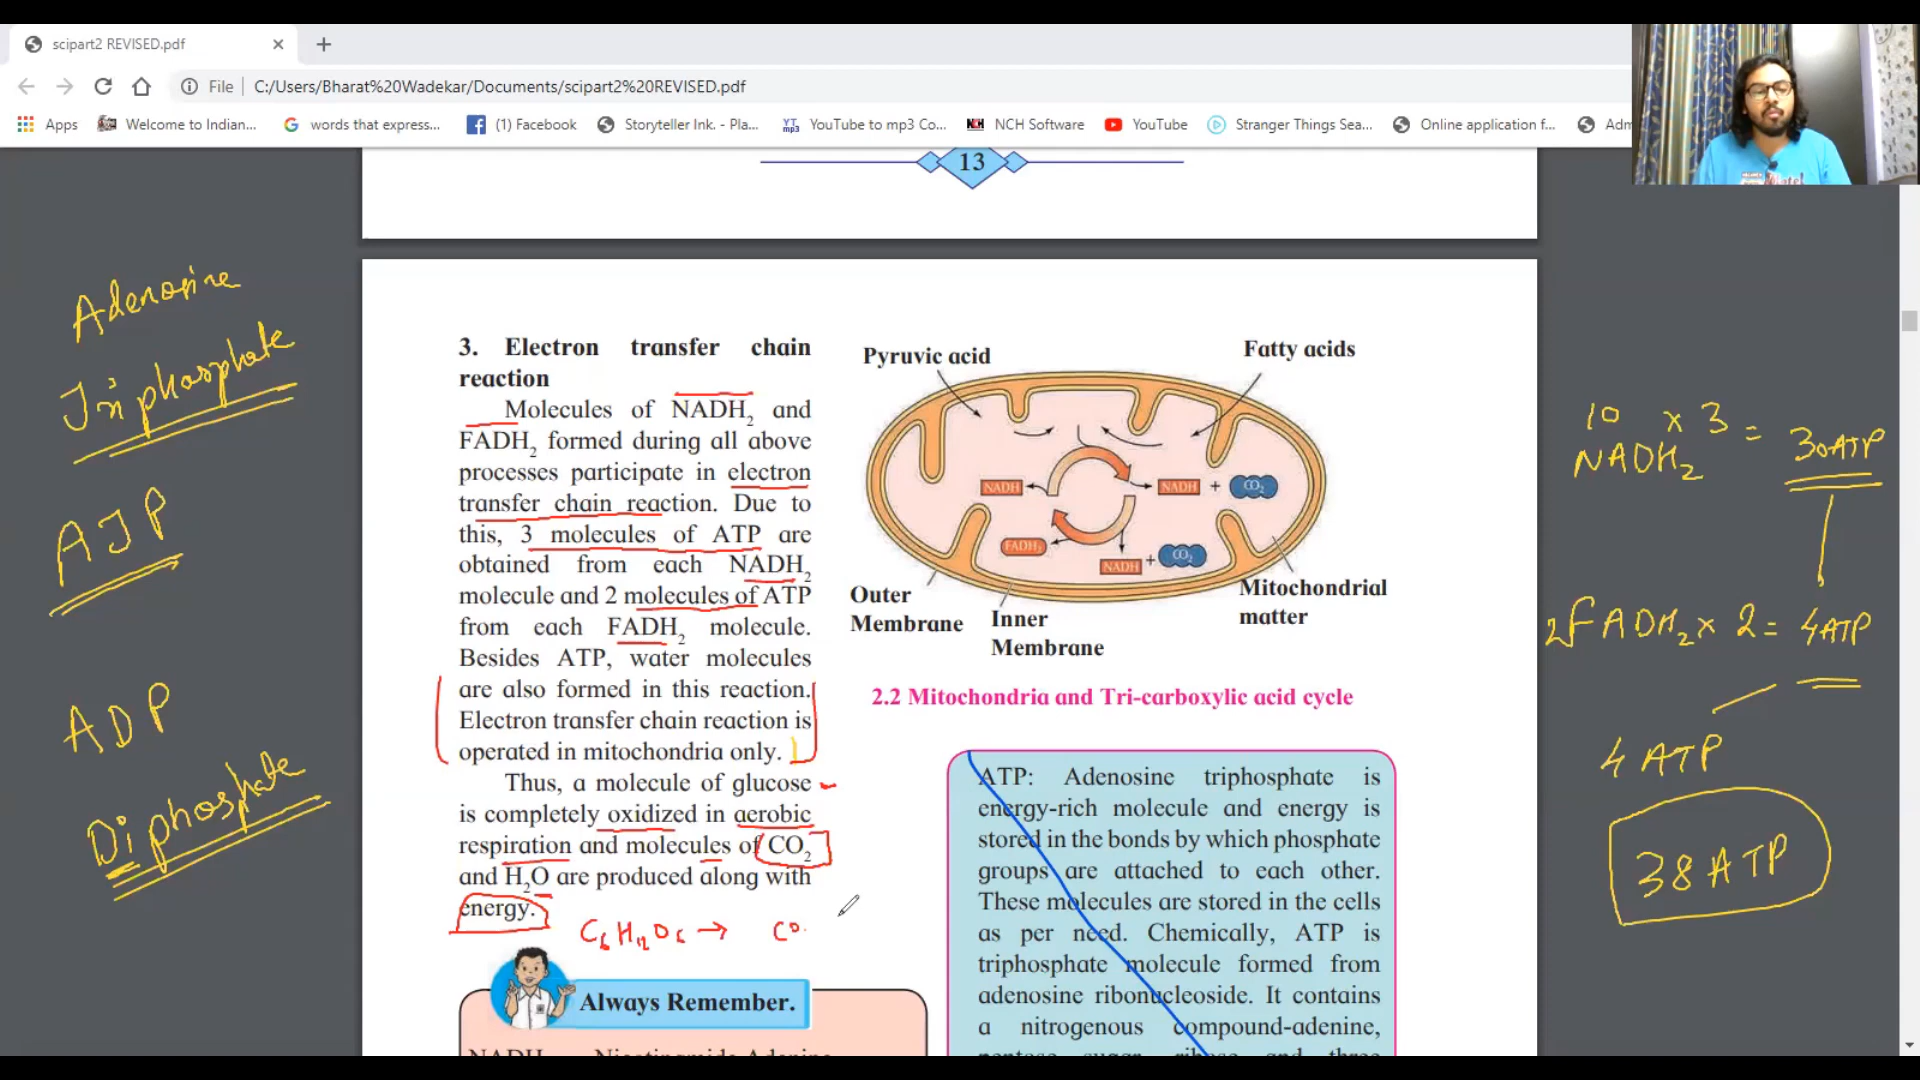 scipart2 REVISED.pdf
File C:/Users/Bharat%20Wadekar/Documents/scipart2%20REVISED.pdf
Apps Welcome to Indian... words that express... (1) Facebook Storyteller Ink. - Pla... YouTube to mp3 Co... NCH Software YouTube Stranger Things Sea... Online application f... Adm
13
Adenosine
Triphosphate
ATP
ADP
Diphosphate
3. Electron transfer chain
reaction
Molecules of NADH2 and
FADH2 formed during all above
processes participate in electron
transfer chain reaction. Due to
this, 3 molecules of ATP are
obtained from each NADH2
molecule and 2 molecules of ATP
from each FADH2 molecule.
Besides ATP, water molecules
are also formed in this reaction.
Electron transfer chain reaction is
operated in mitochondria only.
Thus, a molecule of glucose
is completely oxidized in aerobic
respiration and molecules of CO2
and H2O are produced along with
energy.
C6H12O6 → CO
Always Remember.
Pyruvic acid
Fatty acids
NADH
NADH + CO2
FADH2
NADH + CO2
Outer
Membrane
Inner
Membrane
Mitochondrial
matter
2.2 Mitochondria and Tri-carboxylic acid cycle
ATP: Adenosine triphosphate is
energy-rich molecule and energy is
stored in the bonds by which phosphate
groups are attached to each other.
These molecules are stored in the cells
as per need. Chemically, ATP is
triphosphate molecule formed from
adenosine ribonucleoside. It contains
a nitrogenous compound-adenine,
pentose sugar ribose and three
10 NADH2 x 3 = 30ATP
2FADH2 x 2 = 4ATP
4 ATP
38 ATP